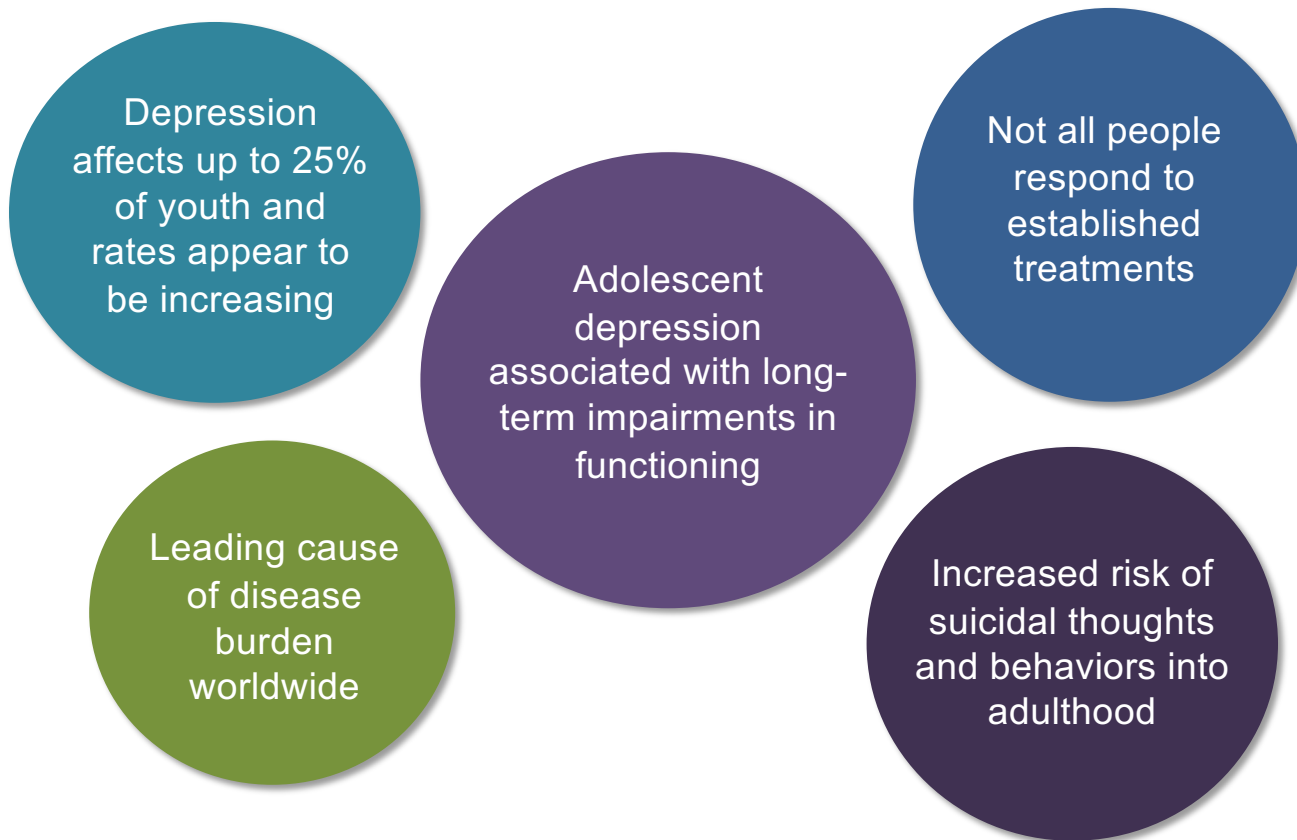 Depression
affects up to 25%
of youth and
rates appear to
be increasing
Not all people
respond to
established
treatments
Adolescent
depression
associated with long-
term impairments in
functioning
Leading cause
of disease
burden
worldwide
Increased risk of
suicidal thoughts
and behaviors into
adulthood